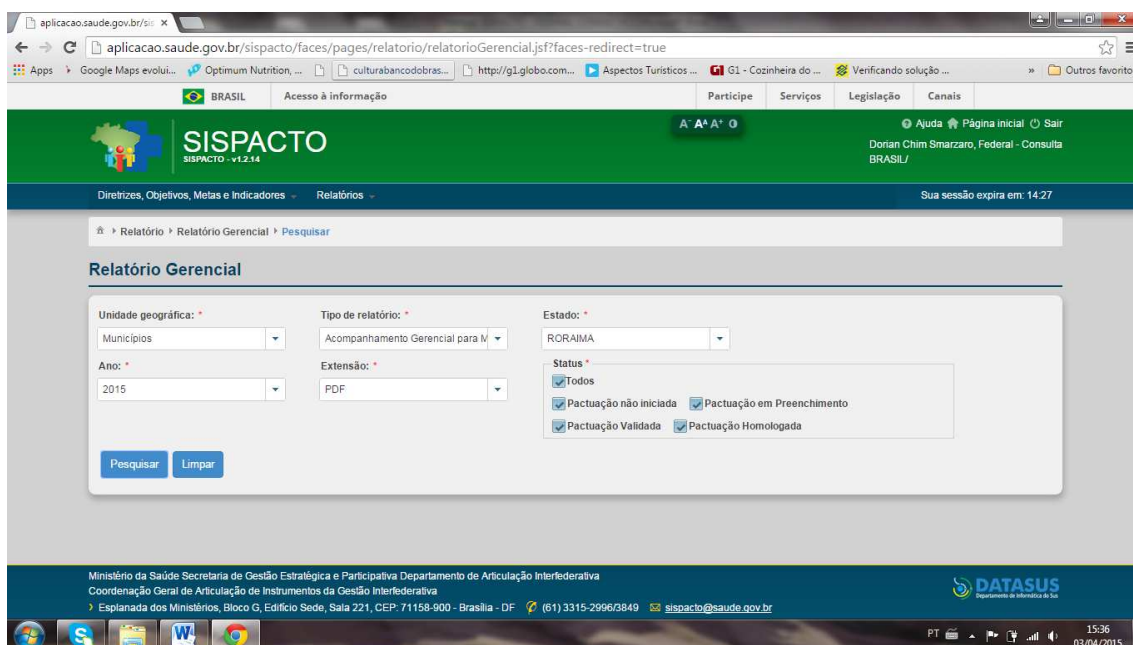 aplicacao.saude.gov.br/sis
aplicacao.saude.gov.br/sispacto/faces/pages/relatorio/relatorioGerencial.jsf?faces-redirect=true
Apps Google Maps evolui... Optimum Nutrition, ... culturabancodobras... http://g1.globo.com... Aspectos Turísticos ... G1 G1 - Cozinheira do ... Verificando solução ... » Outros favorito
BRASIL Acesso à informação Participe Serviços Legislação Canais
A- A^ A+
Ajuda Página inicial Sair
SISPACTO
SISPACTO - v1.2.14
Dorian Chim Smarzaro, Federal - Consulta
BRASIL/
Diretrizes, Objetivos, Metas e Indicadores Relatórios Sua sessão expira em: 14:27
Relatório Relatório Gerencial Pesquisar
Relatório Gerencial
Unidade geográfica: * Tipo de relatório: * Estado: *
Municípios Acompanhamento Gerencial para M RORAIMA
Ano: * Extensão: * Status *
2015 PDF Todos
Pactuação não iniciada Pactuação em Preenchimento
Pactuação Validada Pactuação Homologada
Pesquisar Limpar
Ministério da Saúde Secretaria de Gestão Estratégica e Participativa Departamento de Articulação Interfederativa
Coordenação Geral de Articulação de Instrumentos da Gestão Interfederativa
Esplanada dos Ministérios, Bloco G, Edifício Sede, Sala 221, CEP: 71158-900 - Brasília - DF (61) 3315-2996/3849 sispacto@saude.gov.br
DATASUS
Departamento de Informática do Sus
PT 15:36
03/04/2015